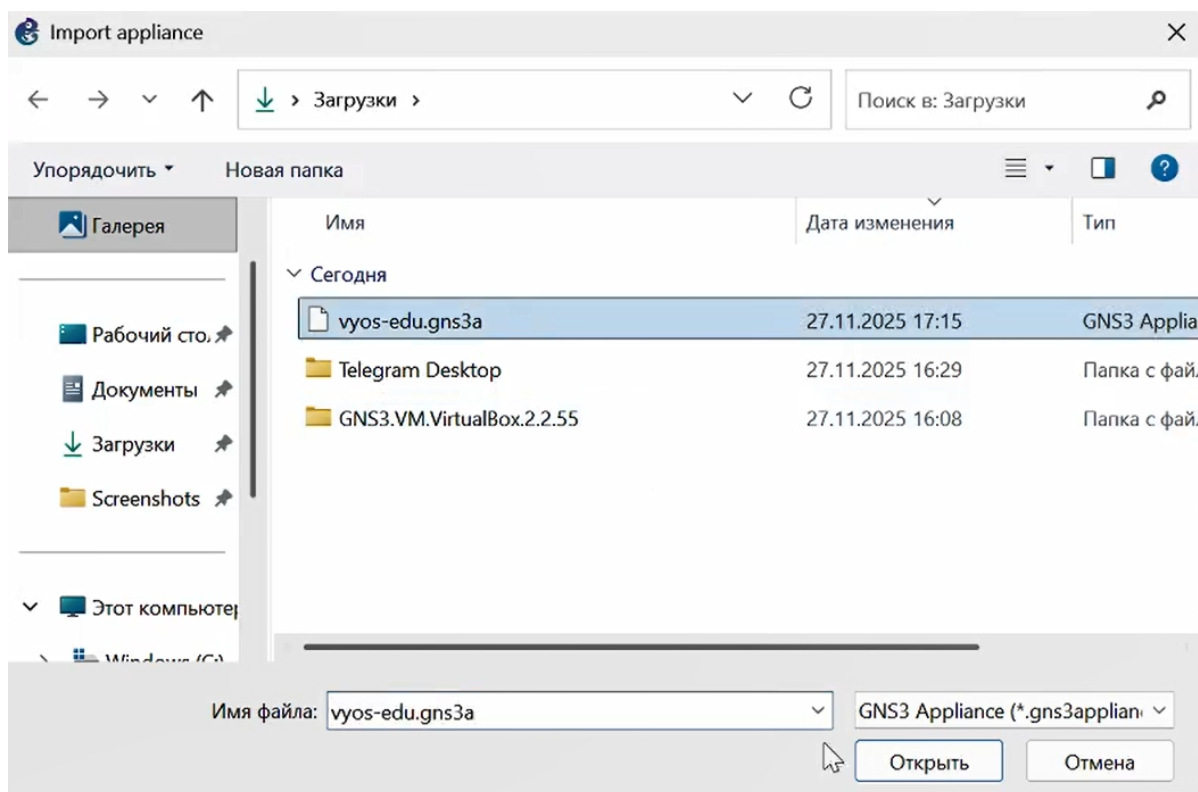 Import appliance
Загрузки
Поиск в: Загрузки
Упорядочить
Новая папка
Галерея
Рабочий сто
Документы
Загрузки
Screenshots
Этот компьютер
Windows (C:)
Имя
Дата изменения
Тип
Сегодня
vyos-edu.gns3a 27.11.2025 17:15 GNS3 Applia
Telegram Desktop 27.11.2025 16:29 Папка с фай
GNS3.VM.VirtualBox.2.2.55 27.11.2025 16:08 Папка с фай
Имя файла: vyos-edu.gns3a
GNS3 Appliance (*.gns3applian
Открыть
Отмена